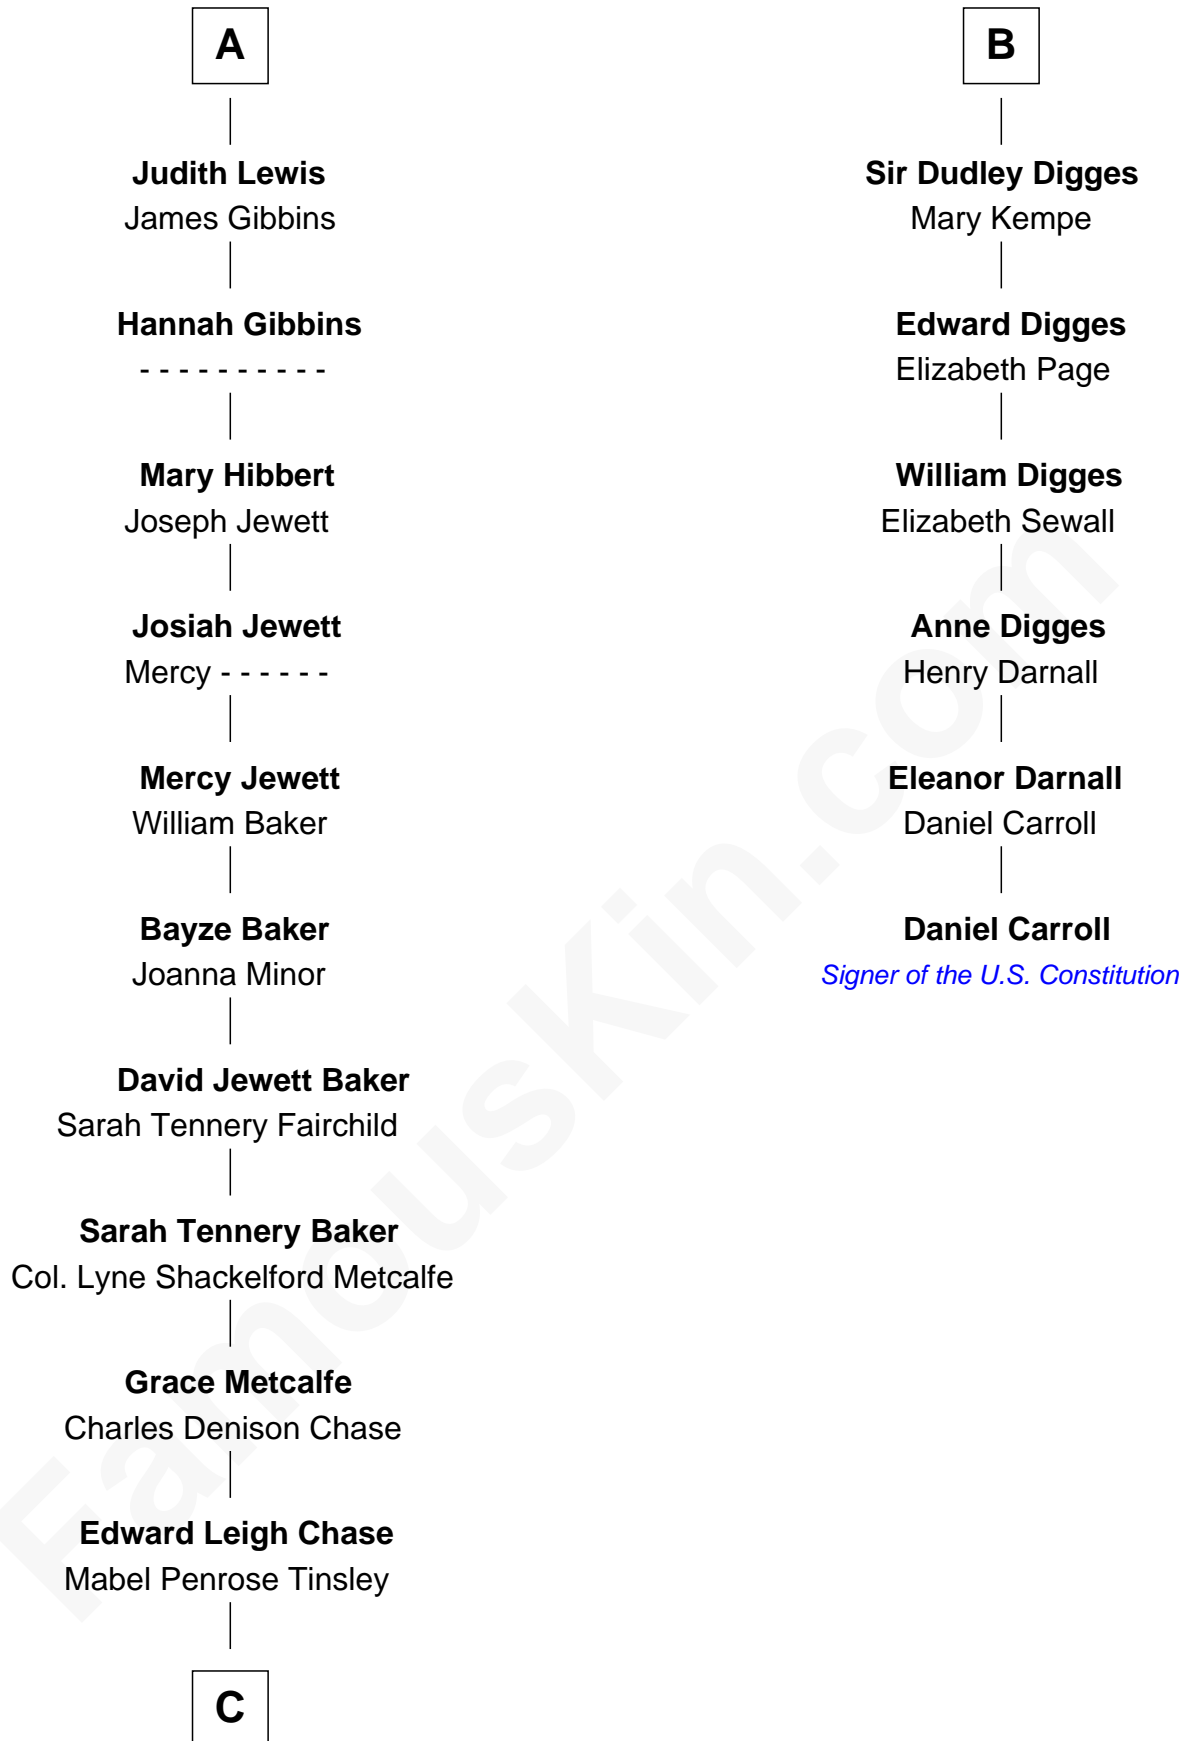 A
Judith Lewis
James Gibbins
Hannah Gibbins
- - - - - - - - - -
Mary Hibbert
Joseph Jewett
Josiah Jewett
Mercy - - - - - -
Mercy Jewett
William Baker
Bayze Baker
Joanna Minor
David Jewett Baker
Sarah Tennery Fairchild
Sarah Tennery Baker
Col. Lyne Shackelford Metcalfe
Grace Metcalfe
Charles Denison Chase
Edward Leigh Chase
Mabel Penrose Tinsley
C
B
Sir Dudley Digges
Mary Kempe
Edward Digges
Elizabeth Page
William Digges
Elizabeth Sewall
Anne Digges
Henry Darnall
Eleanor Darnall
Daniel Carroll
Daniel Carroll
Signer of the U.S. Constitution
FamousKin.com